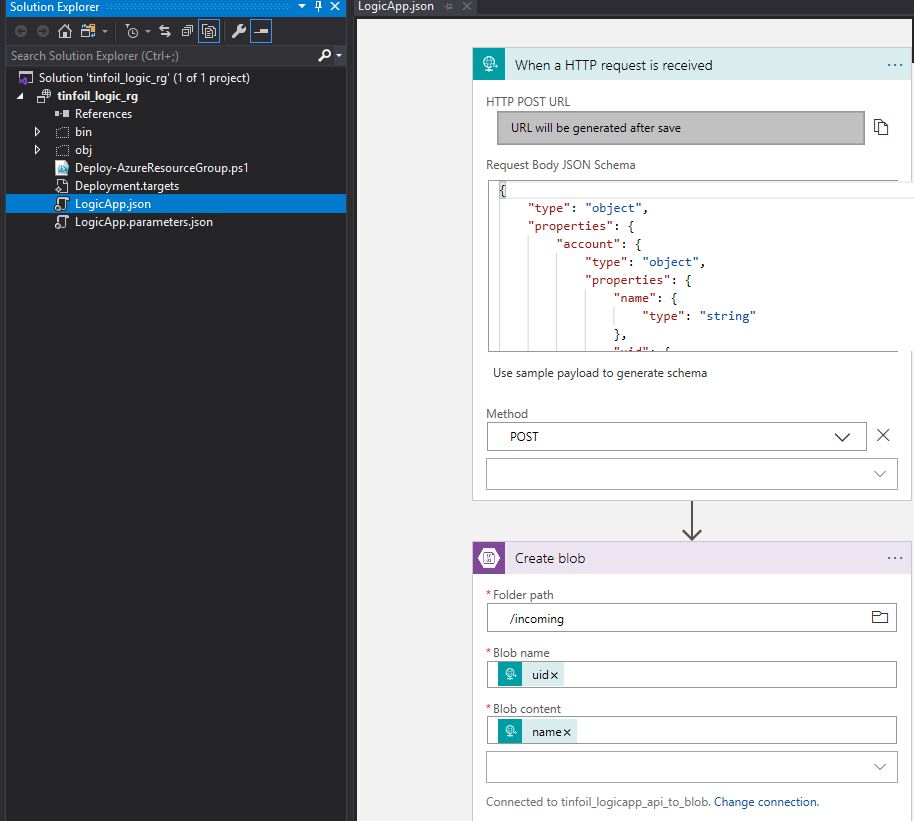 Solution Explorer
Search Solution Explorer (Ctrl+;)
Solution 'tinfoil_logic_rg' (1 of 1 project)
tinfoil_logic_rg
References
bin
obj
Deploy-AzureResourceGroup.ps1
Deployment.targets
LogicApp.json
LogicApp.parameters.json
LogicApp.json
When a HTTP request is received
HTTP POST URL
URL will be generated after save
Request Body JSON Schema
{
"type": "object",
"properties": {
"account": {
"type": "object",
"properties": {
"name": {
"type": "string"
},
"uid": {
Use sample payload to generate schema
Method
POST
Create blob
*Folder path
/incoming
*Blob name
uid×
*Blob content
name×
Connected to tinfoil_logicapp_api_to_blob. Change connection.